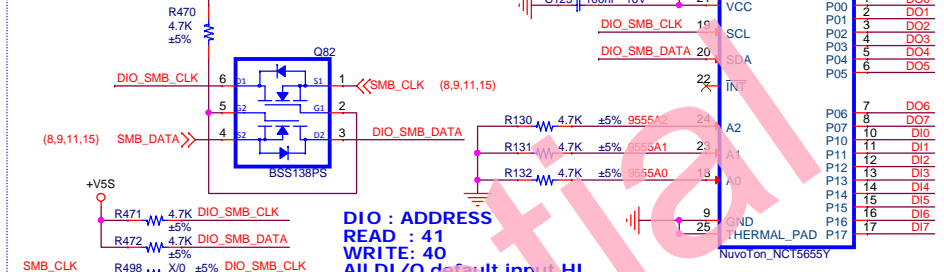 R470
4.7K
±5%
Q82
DIO_SMB_CLK 6 D1 S1 1 SMB_CLK (8,9,11,15)
5 G2 G1 2
(8,9,11,15) SMB_DATA 4 S2 D2 3 DIO_SMB_DATA
BSS138PS
+V5S
R471 4.7K DIO_SMB_CLK
±5%
R472 4.7K DIO_SMB_DATA
±5%
SMB_CLK R498 X/0 ±5% DIO_SMB_CLK
DIO : ADDRESS
READ : 41
WRITE: 40
All DI/O default input HI
VCC
DIO_SMB_CLK 19 SCL
DIO_SMB_DATA 20 SDA
22 INT
R130 4.7K ±5% 9555A2 24 A2
R131 4.7K ±5% 9555A1 23 A1
R132 4.7K ±5% 9555A0 18 A0
9 GND
25 THERMAL_PAD
P00
P01 2 DO1
P02 3 DO2
P03 4 DO3
P04 5 DO4
P05 6 DO5
P06 7 DO6
P07 8 DO7
P10 10 DI0
P11 11 DI1
P12 12 DI2
P13 13 DI3
P14 14 DI4
P15 15 DI5
P16 16 DI6
P17 17 DI7
NuvoTon_NCT5655Y
tial